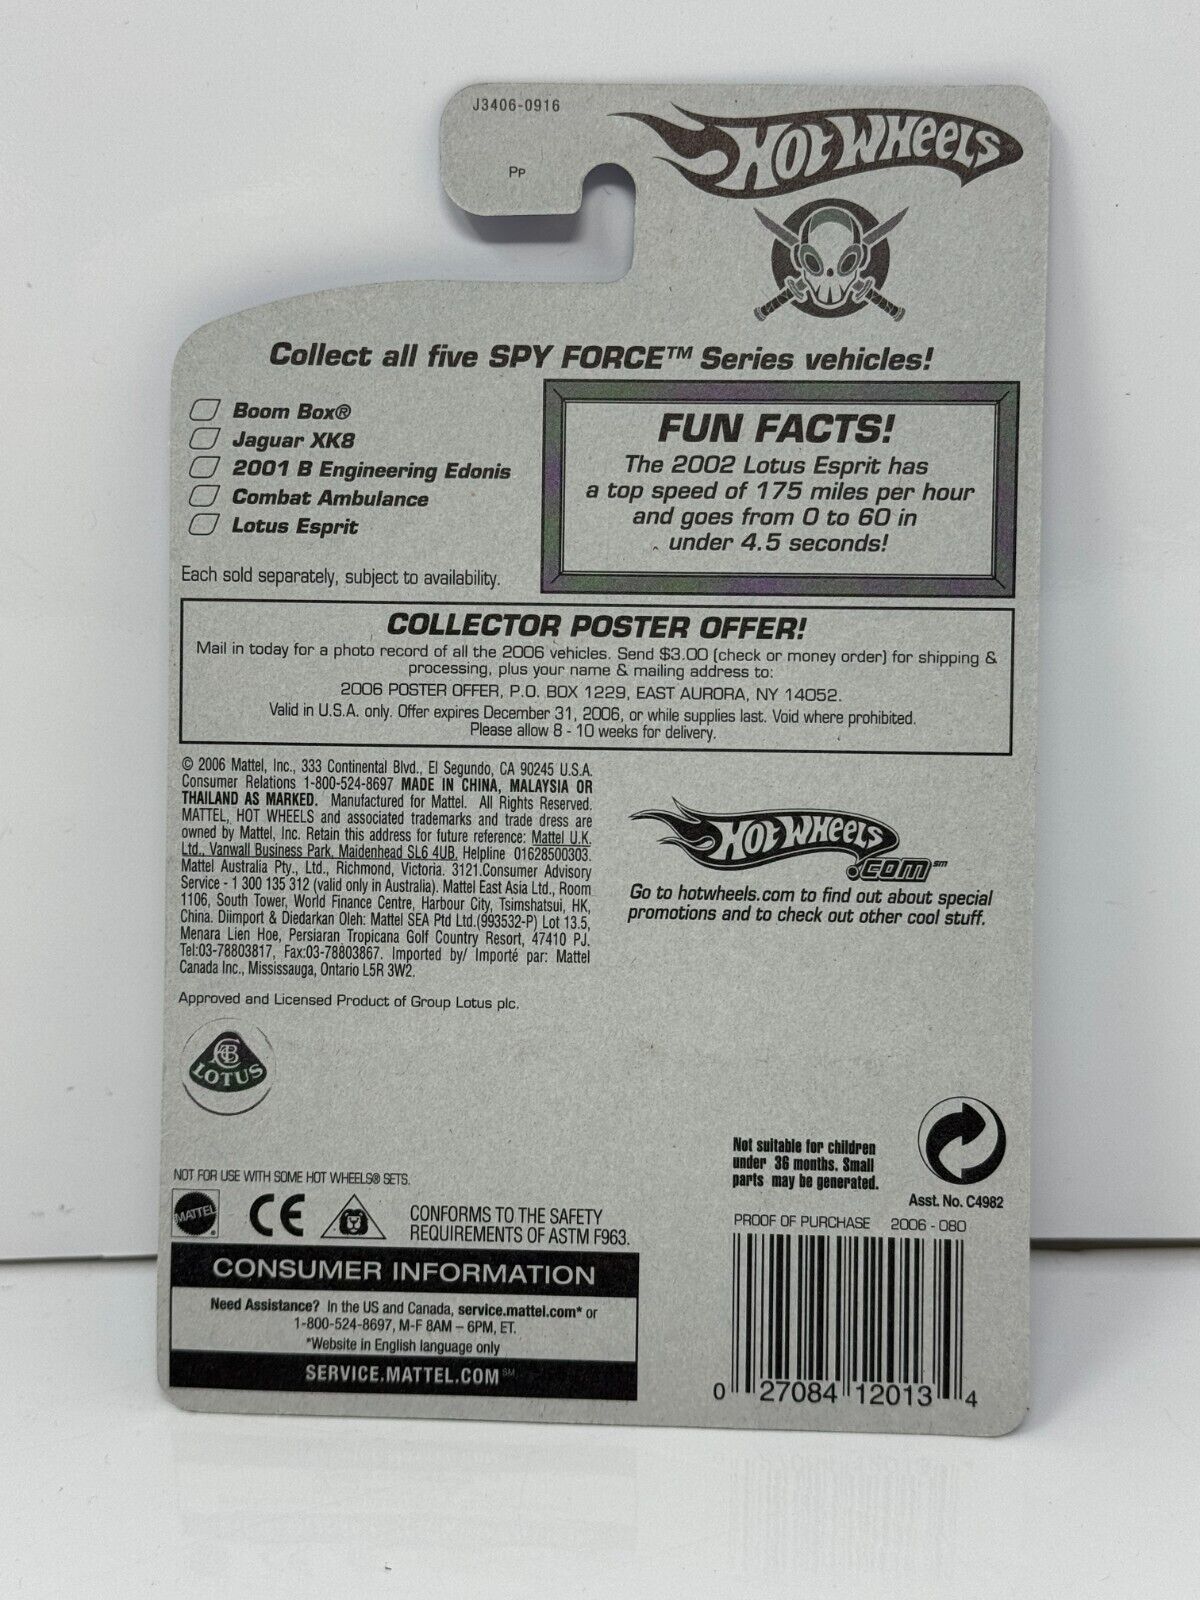 J3406-0916
Pp
HOT WHEELS
Collect all five SPY FORCE™ Series vehicles!
Boom Box®
Jaguar XK8
2001 B Engineering Edonis
Combat Ambulance
Lotus Esprit
Each sold separately, subject to availability.
FUN FACTS!
The 2002 Lotus Esprit has
a top speed of 175 miles per hour
and goes from 0 to 60 in
under 4.5 seconds!
COLLECTOR POSTER OFFER!
Mail in today for a photo record of all the 2006 vehicles. Send $3.00 (check or money order) for shipping &
processing, plus your name & mailing address to:
2006 POSTER OFFER, P.O. BOX 1229, EAST AURORA, NY 14052.
Valid in U.S.A. only. Offer expires December 31, 2006, or while supplies last. Void where prohibited.
Please allow 8 - 10 weeks for delivery.
© 2006 Mattel, Inc., 333 Continental Blvd., El Segundo, CA 90245 U.S.A.
Consumer Relations 1-800-524-8697 MADE IN CHINA, MALAYSIA OR
THAILAND AS MARKED. Manufactured for Mattel. All Rights Reserved.
MATTEL, HOT WHEELS and associated trademarks and trade dress are
owned by Mattel, Inc. Retain this address for future reference: Mattel U.K.
Ltd., Vanwall Business Park, Maidenhead SL6 4UB. Helpline 01628500303.
Mattel Australia Pty., Ltd., Richmond, Victoria. 3121.Consumer Advisory
Service - 1 300 135 312 (valid only in Australia). Mattel East Asia Ltd., Room
1106, South Tower, World Finance Centre, Harbour City, Tsimshatsui, HK,
China. Diimport & Diedarkan Oleh: Mattel SEA Ptd Ltd.(993532-P) Lot 13.5,
Menara Lien Hoe, Persiaran Tropicana Golf Country Resort, 47410 PJ.
Tel:03-78803817, Fax:03-78803867. Imported by/ Importé par: Mattel
Canada Inc., Mississauga, Ontario L5R 3W2.
HOT WHEELS
.COM℠
Go to hotwheels.com to find out about special
promotions and to check out other cool stuff.
Approved and Licensed Product of Group Lotus plc.
LOTUS
Not suitable for children
under 36 months. Small
parts may be generated.
Asst. No. C4982
NOT FOR USE WITH SOME HOT WHEELS® SETS.
MATTEL
CE
CONFORMS TO THE SAFETY
REQUIREMENTS OF ASTM F963.
PROOF OF PURCHASE 2006 - 080
CONSUMER INFORMATION
Need Assistance? In the US and Canada, service.mattel.com* or
1-800-524-8697, M-F 8AM – 6PM, ET.
*Website in English language only
SERVICE.MATTEL.COM℠
0 27084 12013 4